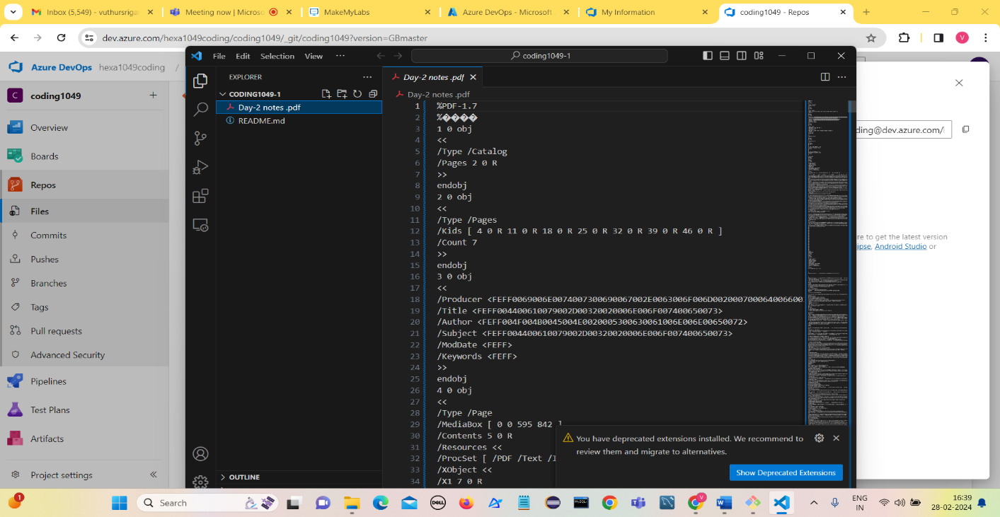 Inbox (5,549) - vuthursriga
Meeting now | Microso
MakeMyLabs
Azure DevOps - Microsoft
My Information
coding1049 - Repos
dev.azure.com/hexa1049coding/coding1049/_git/coding1049?version=GBmaster
V
Azure DevOps hexa1049coding /
C coding1049
Overview
Boards
Repos
Files
Commits
Pushes
Branches
Tags
Pull requests
Advanced Security
Pipelines
Test Plans
Artifacts
Project settings
File Edit Selection View ···
coding1049-1
EXPLORER
CODING1049-1
Day-2 notes .pdf
README.md
OUTLINE
Day-2 notes .pdf
Day-2 notes .pdf
1 %PDF-1.7
2 %����
3 1 0 obj
4 <<
5 /Type /Catalog
6 /Pages 2 0 R
7 >>
8 endobj
9 2 0 obj
10 <<
11 /Type /Pages
12 /Kids [ 4 0 R 11 0 R 18 0 R 25 0 R 32 0 R 39 0 R 46 0 R ]
13 /Count 7
14 >>
15 endobj
16 3 0 obj
17 <<
18 /Producer <FEFF0069006E0074007300690067002E0063006F006D002000700064006600
19 /Title <FEFF004400610079002D00320020006E006F007400650073>
20 /Author <FEFF004F004B0045004E0020005300630061006E006E00650072>
21 /Subject <FEFF004400610079002D00320020006E006F007400650073>
22 /ModDate <FEFF>
23 /Keywords <FEFF>
24 >>
25 endobj
26 4 0 obj
27 <<
28 /Type /Page
29 /MediaBox [ 0 0 595 842 ]
30 /Contents 5 0 R
31 /Resources <<
32 /ProcSet [ /PDF /Text /I
33 /XObject <<
34 /X1 7 0 R
You have deprecated extensions installed. We recommend to
review them and migrate to alternatives.
Show Deprecated Extensions
ding@dev.azure.com/
re to get the latest version
ipse, Android Studio or
1
Search
DELL
ENG
IN
16:39
28-02-2024